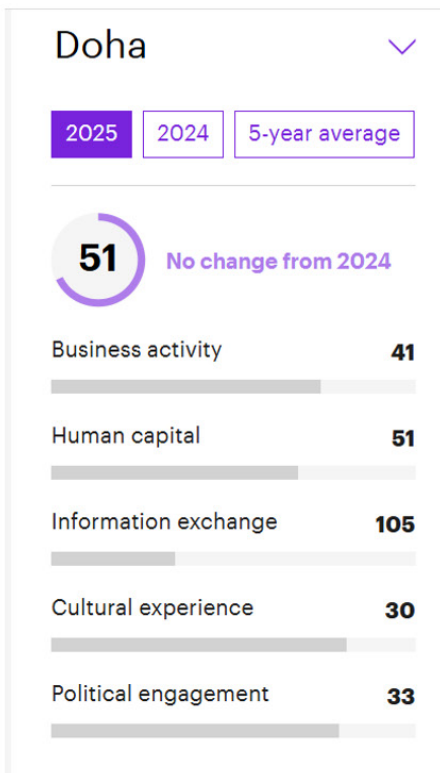 Doha
2025 2024 5-year average
51 No change from 2024
Business activity 41
Human capital 51
Information exchange 105
Cultural experience 30
Political engagement 33